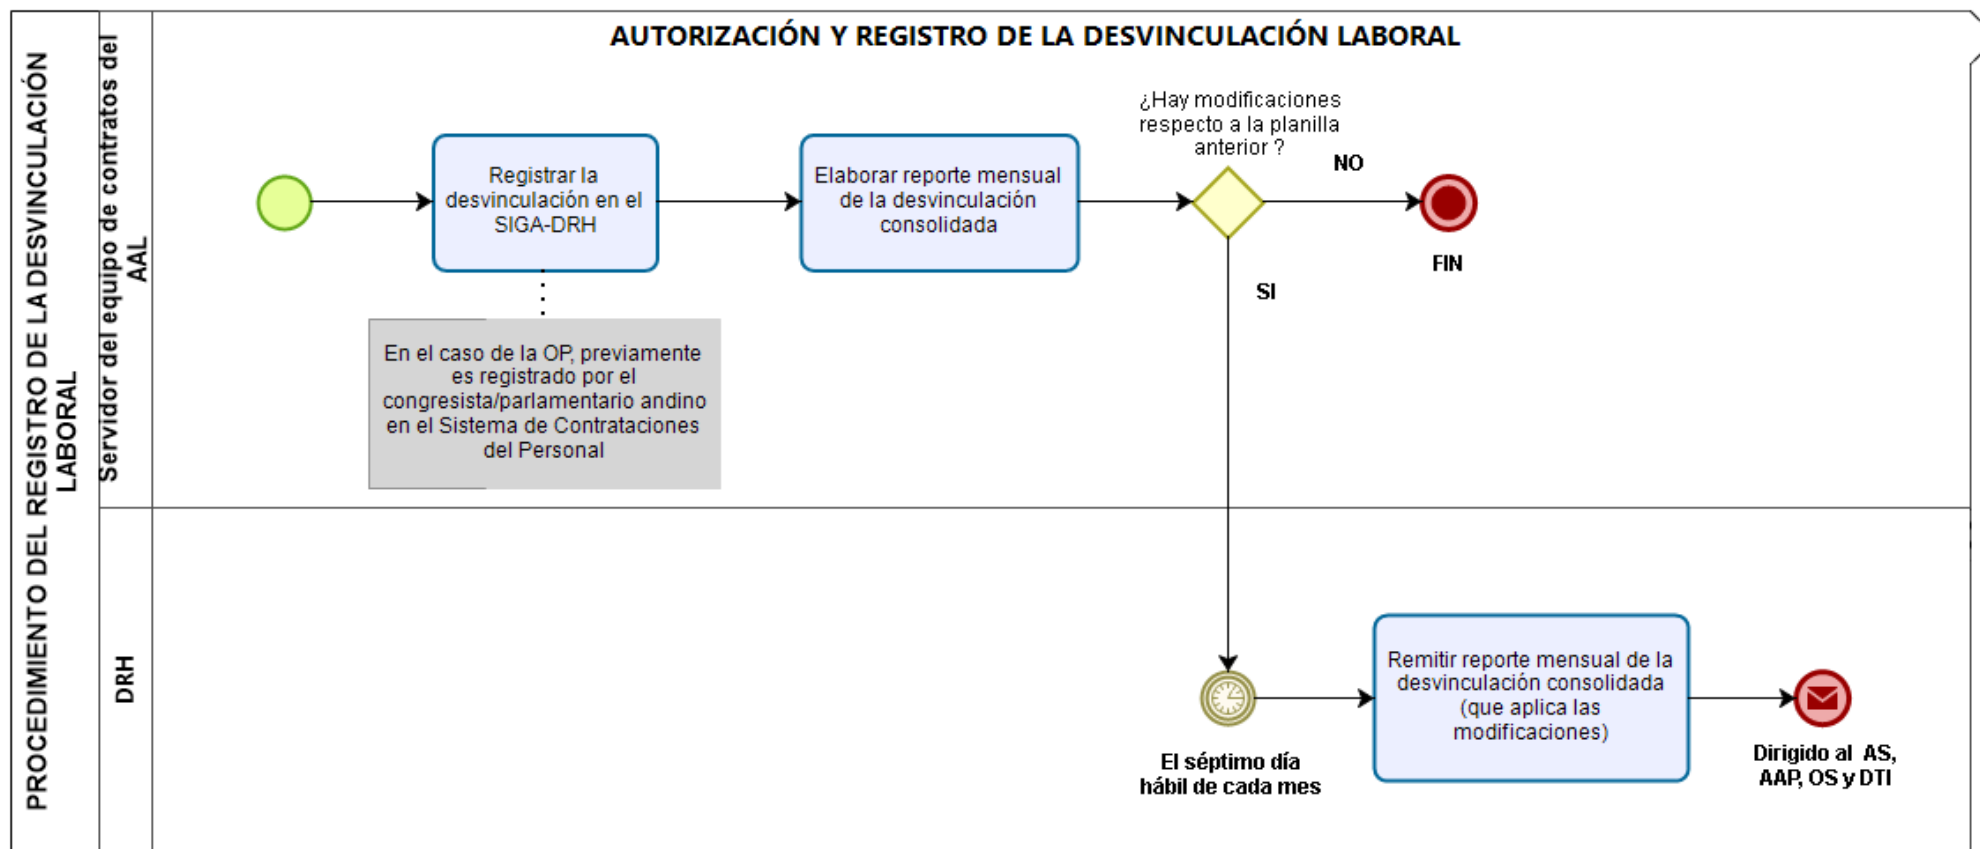 AUTORIZACIÓN Y REGISTRO DE LA DESVINCULACIÓN LABORAL
PROCEDIMIENTO DEL REGISTRO DE LA DESVINCULACIÓN
LABORAL
Servidor del equipo de contratos del
AAL
Registrar la
desvinculación en el
SIGA-DRH
En el caso de la OP, previamente
es registrado por el
congresista/parlamentario andino
en el Sistema de Contrataciones
del Personal
Elaborar reporte mensual
de la desvinculación
consolidada
¿Hay modificaciones
respecto a la planilla
anterior ?
NO
FIN
SI
DRH
El séptimo día
hábil de cada mes
Remitir reporte mensual de la
desvinculación consolidada
(que aplica las
modificaciones)
Dirigido al AS,
AAP, OS y DTI